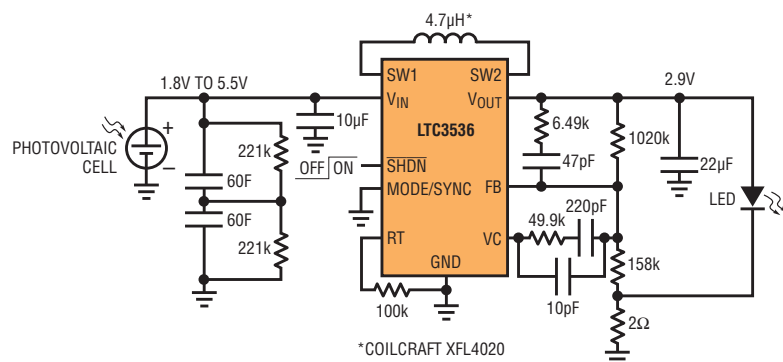 4.7µH*
SW1
SW2
1.8V TO 5.5V
2.9V
VIN
VOUT
LTC3536
10µF
6.49k
1020k
PHOTOVOLTAIC
CELL
+
–
221k
60F
OFF ON
SHDN
47pF
22µF
MODE/SYNC
FB
LED
60F
221k
220pF
49.9k
RT
VC
158k
GND
10pF
100k
2Ω
*COILCRAFT XFL4020